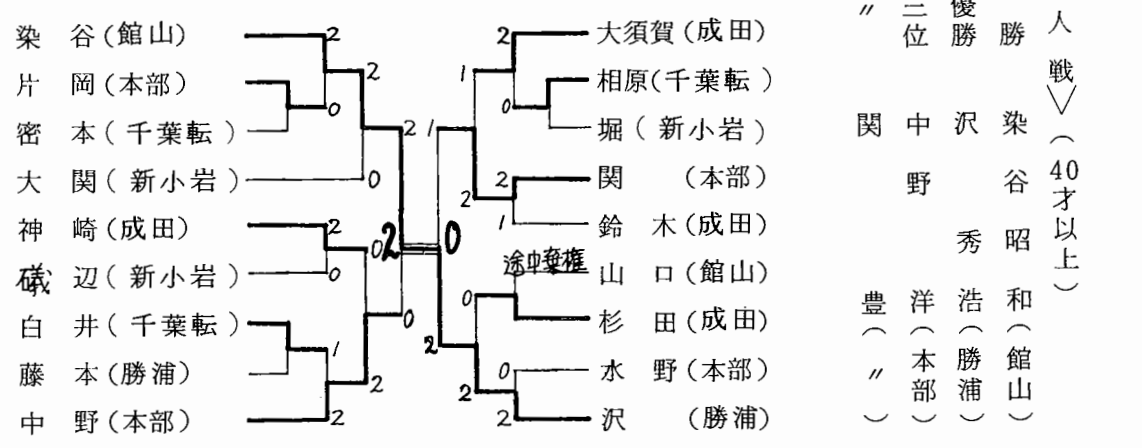 人戦＞（40才以上）
勝 染谷昭和（館山）
優勝 沢 秀浩（勝浦）
三位 中野 洋（本部）
〃 関 豊（〃）
染谷（館山）
片岡（本部）
密本（千葉転）
大関（新小岩）
神崎（成田）
磯辺（新小岩）
白井（千葉転）
藤本（勝浦）
中野（本部）
2
0
2
0
2
2
0
0
1
2
2
0
2 0
大須賀（成田）
相原（千葉転）
堀（新小岩）
関（本部）
鈴木（成田）
途中棄権
山口（館山）
杉田（成田）
水野（本部）
沢（勝浦）
2
0
1
2
1
2
1
0
0
2
2
2